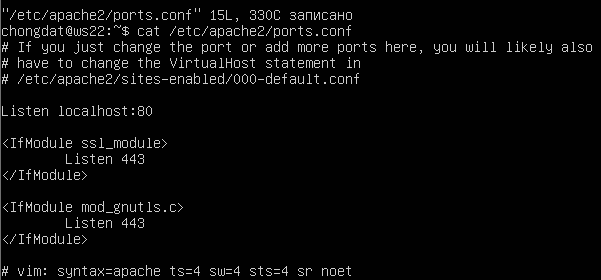 "/etc/apache2/ports.conf" 15L, 330C записано
chongdat@ws22:~$ cat /etc/apache2/ports.conf
# If you just change the port or add more ports here, you will likely also
# have to change the VirtualHost statement in
# /etc/apache2/sites-enabled/000-default.conf

Listen localhost:80

<IfModule ssl_module>
        Listen 443
</IfModule>

<IfModule mod_gnutls.c>
        Listen 443
</IfModule>

# vim: syntax=apache ts=4 sw=4 sts=4 sr noet